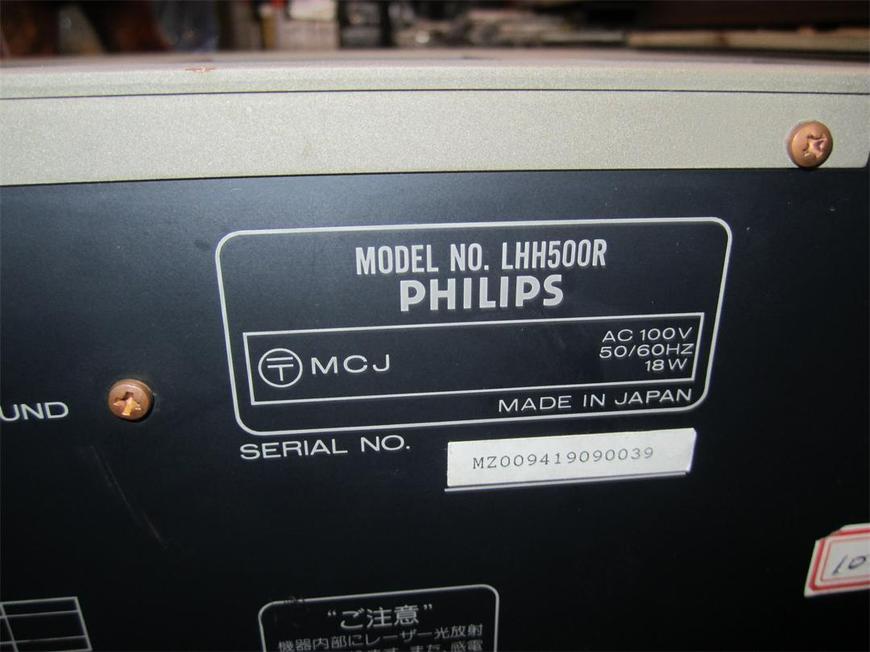 MODEL NO. LHH500R
PHILIPS
〒 MCJ
AC 100V
50/60HZ
18W
MADE IN JAPAN
UND
SERIAL NO.
MZ009419090039
"ご注意"
機器内部にレーザー光放射